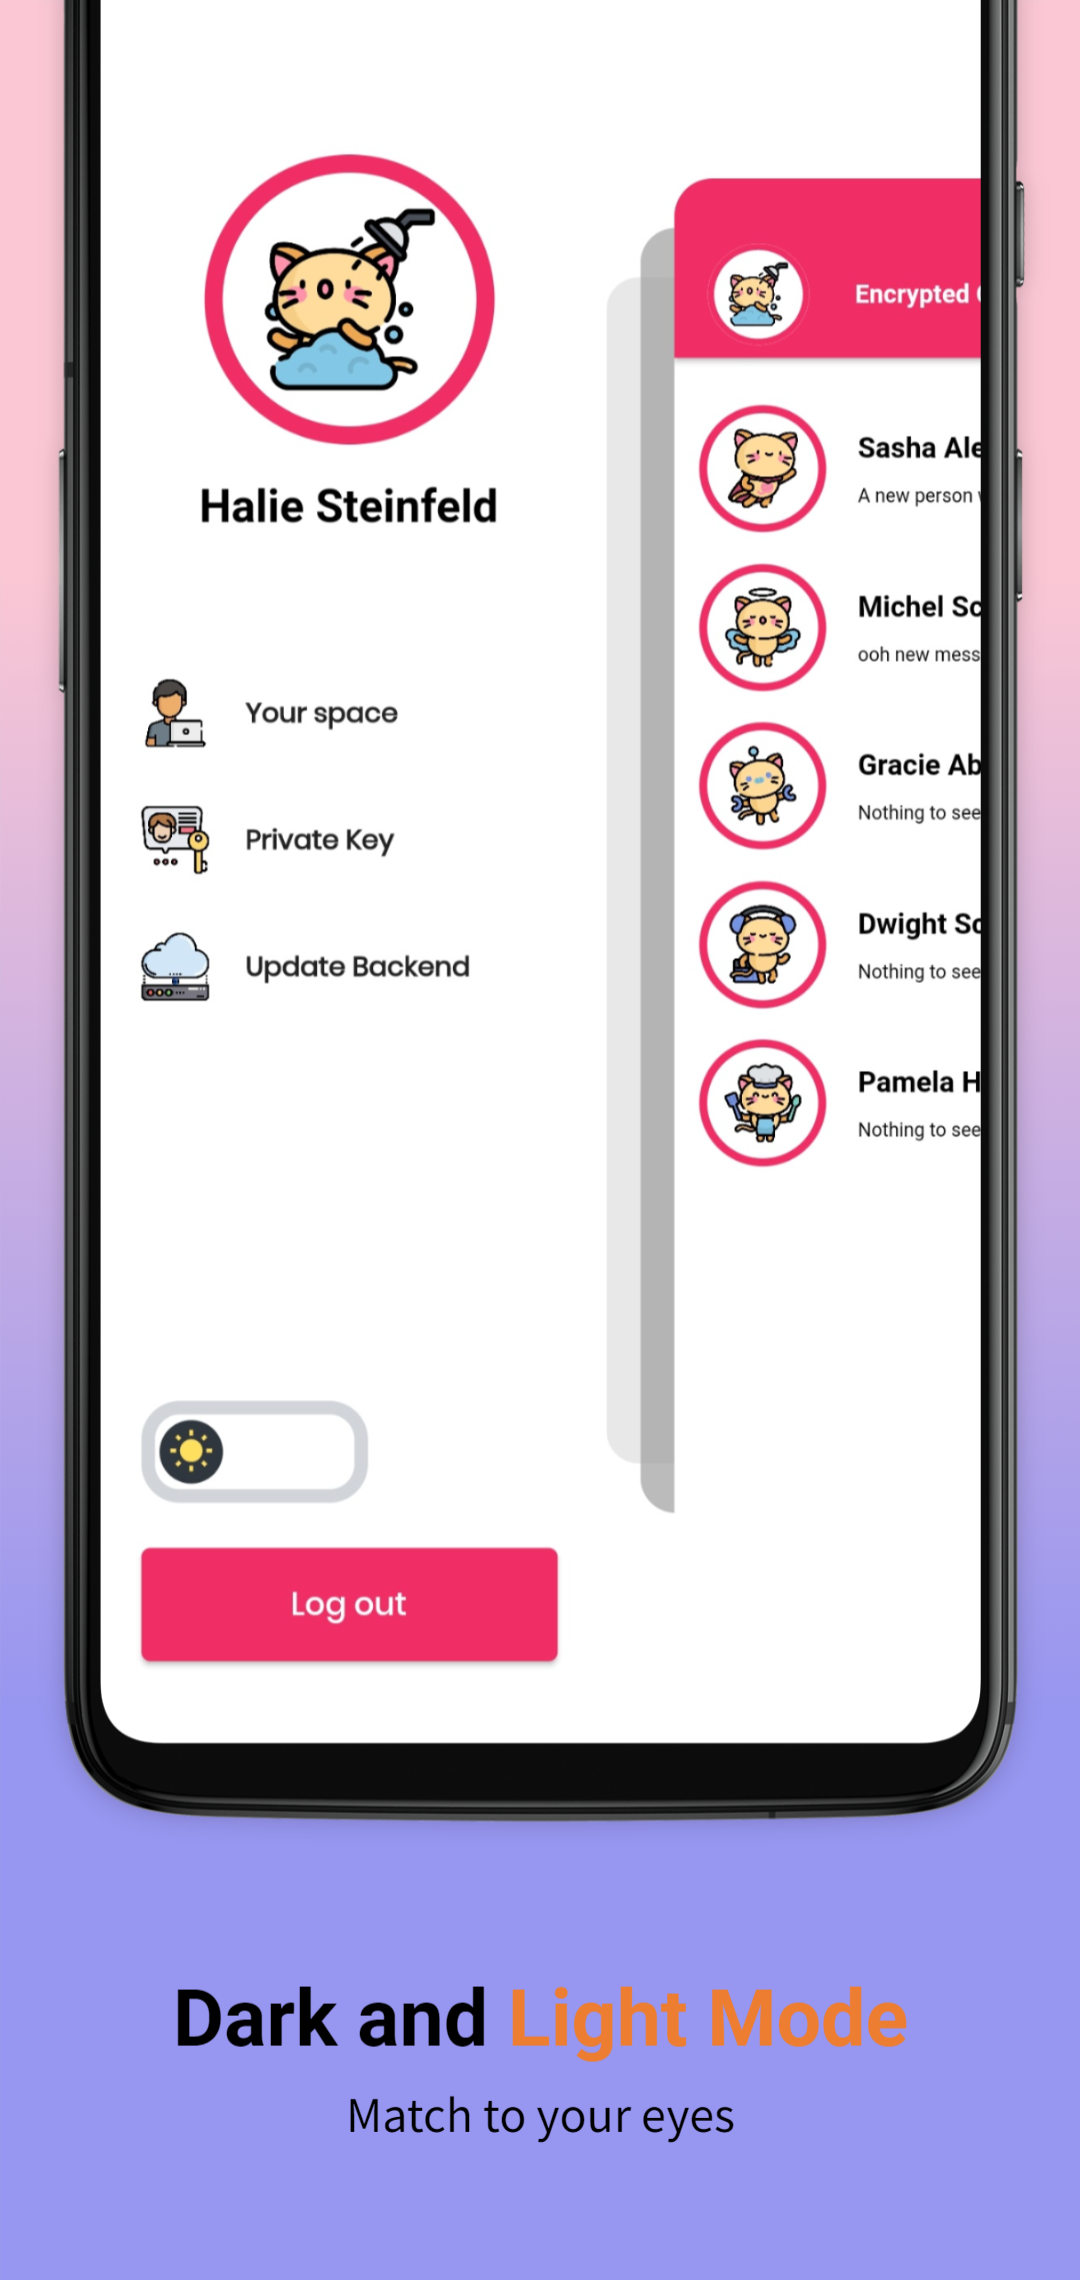 Halie Steinfeld
Your space
Private Key
Update Backend
Log out
Encrypted
Sasha Ale
A new person
Michel Sc
ooh new mess
Gracie Ab
Nothing to see
Dwight Sc
Nothing to see
Pamela H
Nothing to see
Dark and Light Mode
Match to your eyes